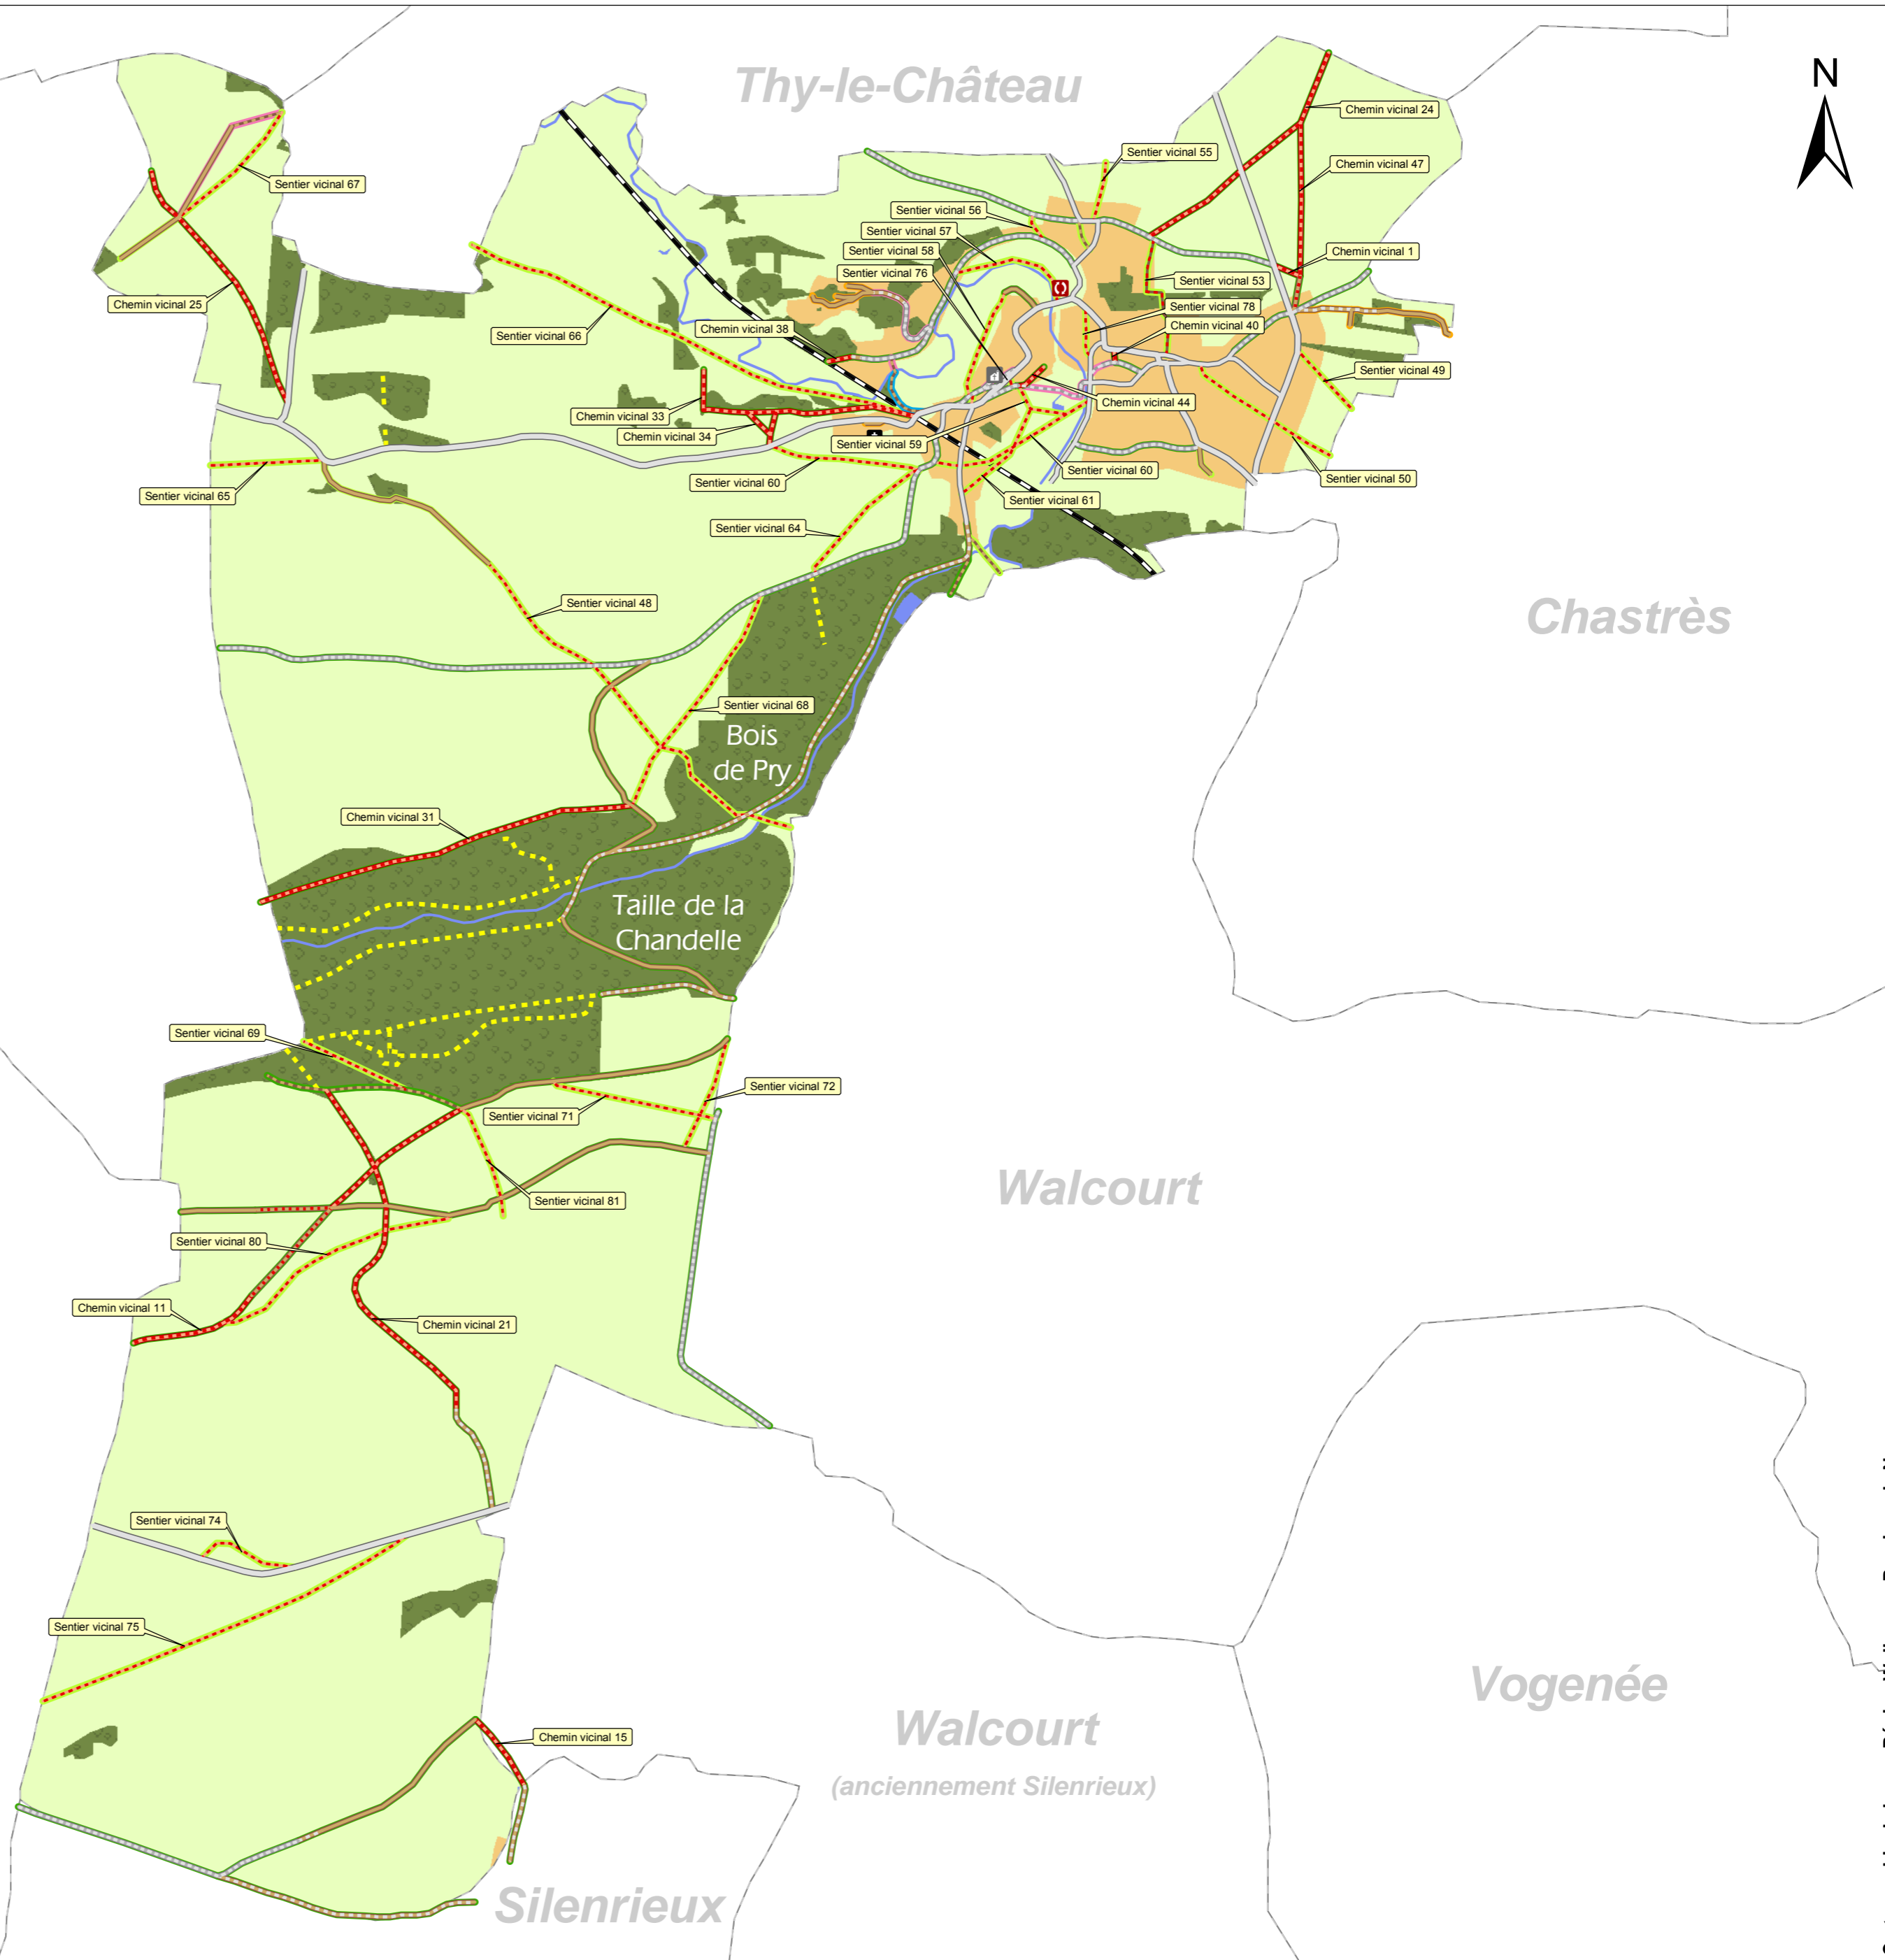 Thy-le-Château
N
Chemin vicinal 24
Sentier vicinal 55
Chemin vicinal 47
Sentier vicinal 67
Sentier vicinal 56
Sentier vicinal 57
Sentier vicinal 58
Chemin vicinal 1
Sentier vicinal 76
Sentier vicinal 53
Chemin vicinal 25
Sentier vicinal 78
Chemin vicinal 40
Chemin vicinal 38
Sentier vicinal 66
Sentier vicinal 49
Chemin vicinal 44
Chemin vicinal 33
Chemin vicinal 34
Sentier vicinal 59
Sentier vicinal 60
Sentier vicinal 60
Sentier vicinal 50
Sentier vicinal 65
Sentier vicinal 61
Sentier vicinal 64
Sentier vicinal 48
Chastrès
Sentier vicinal 68
Bois
de Pry
Chemin vicinal 31
Taille de la
Chandelle
Sentier vicinal 69
Sentier vicinal 72
Sentier vicinal 71
Walcourt
Sentier vicinal 81
Sentier vicinal 80
Chemin vicinal 11
Chemin vicinal 21
Sentier vicinal 74
Sentier vicinal 75
Vogenée
Chemin vicinal 15
Walcourt
(anciennement Silenrieux)
Silenrieux